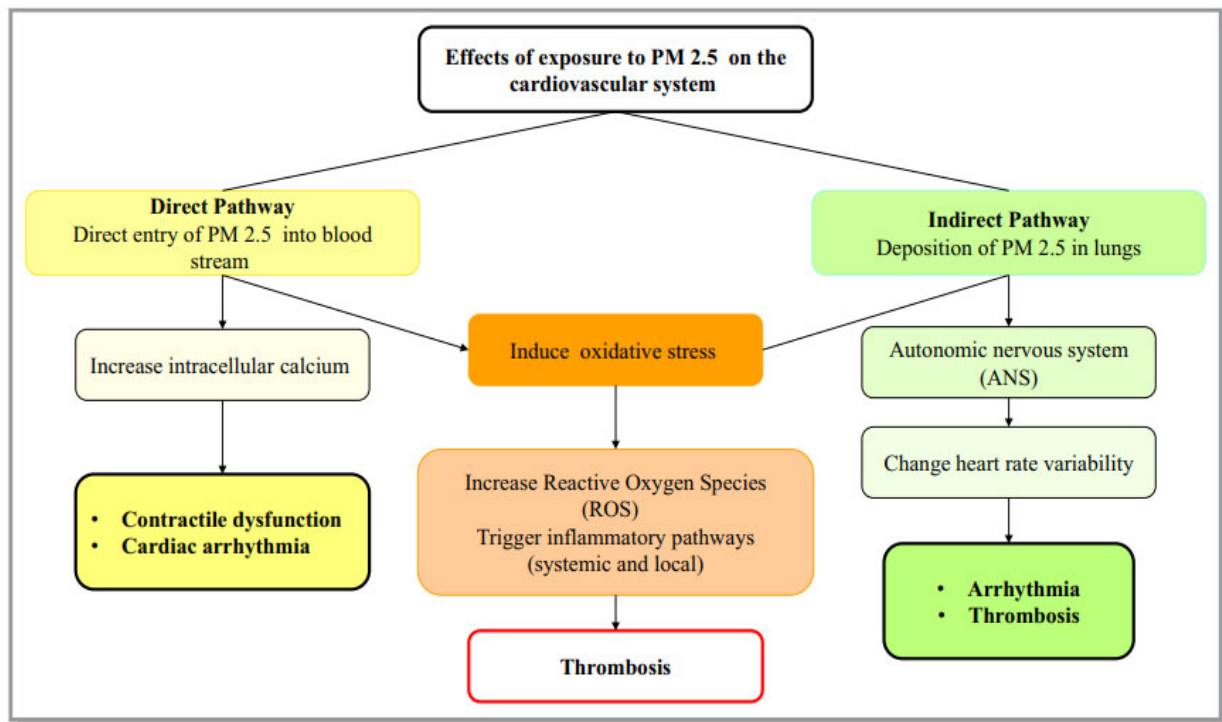 Effects of exposure to PM 2.5 on the
cardiovascular system
Direct Pathway
Direct entry of PM 2.5 into blood
stream
Indirect Pathway
Deposition of PM 2.5 in lungs
Increase intracellular calcium
Induce oxidative stress
Autonomic nervous system
(ANS)
Change heart rate variability
• Contractile dysfunction
• Cardiac arrhythmia
Increase Reactive Oxygen Species
(ROS)
Trigger inflammatory pathways
(systemic and local)
• Arrhythmia
• Thrombosis
Thrombosis